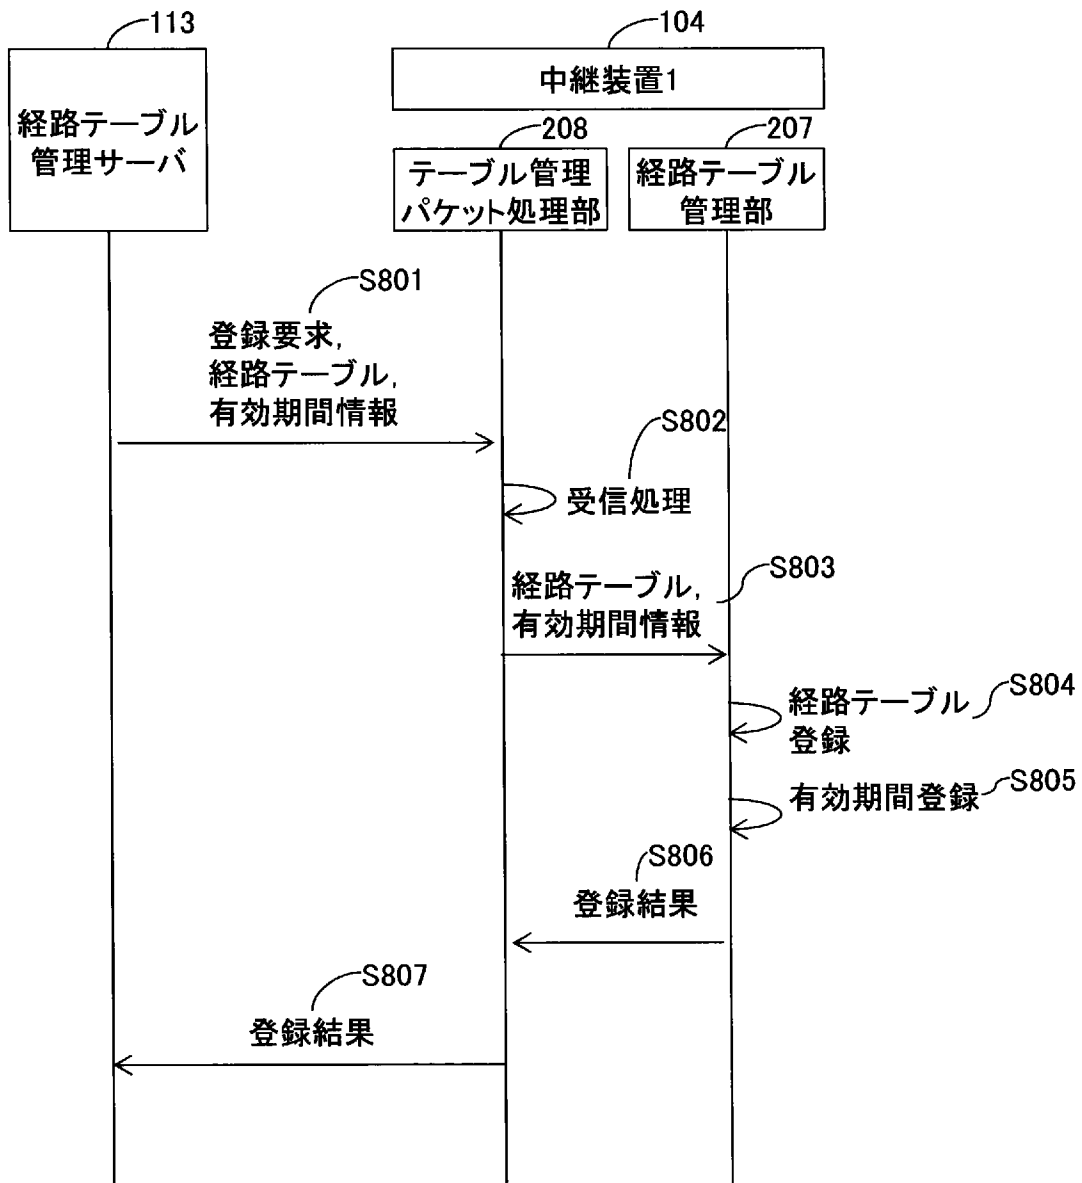 113
104
経路テーブル
管理サーバ
中継装置1
208
207
テーブル管理
パケット処理部
経路テーブル
管理部
S801
登録要求,
経路テーブル,
有効期間情報
S802
受信処理
S803
経路テーブル,
有効期間情報
S804
経路テーブル
登録
S805
有効期間登録
S806
登録結果
S807
登録結果